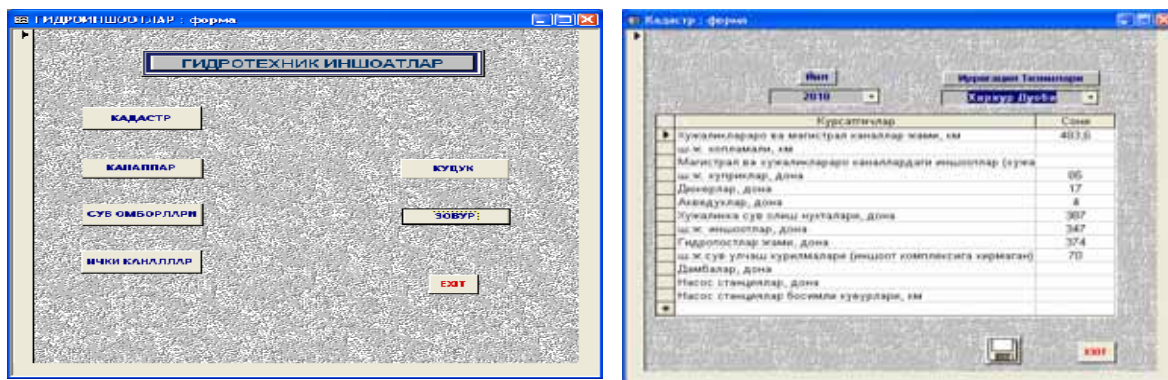 ГИДРОИНШООТЛАР : форма
ГИДРОТЕХНИК ИНШОАТЛАР
КАДАСТР
КАНАЛЛАР
КУДУК
СУВ ОМБОРЛАРИ
ЗОВУР
ИЧКИ КАНАЛЛАР
EXIT
Кадастр : форма
Йил
Ирригация Тизимлари
2010
Курсатгичлар Сони
Хужаликлараро ва магистрал каналлар жами, км 403,6
ш.ж. копламали, км
Магистрал ва хужаликлараро каналлардаги иншоотлар (хужа
ш.ж. куприклар, дона
Дюкерлар, дона 17
Акведуклар, дона 4
Хужаликка сув олиш нукталари, дона 387
ш.ж. иншоотлар, дона 347
Гидропостлар жами, дона 374
ш.ж. сув улчаш курилмалари (иншоот комплексига кирмаган) 70
Дамбалар, дона
Насос станциялар, дона
Насос станциялар босимли кувурлари, км
EXIT